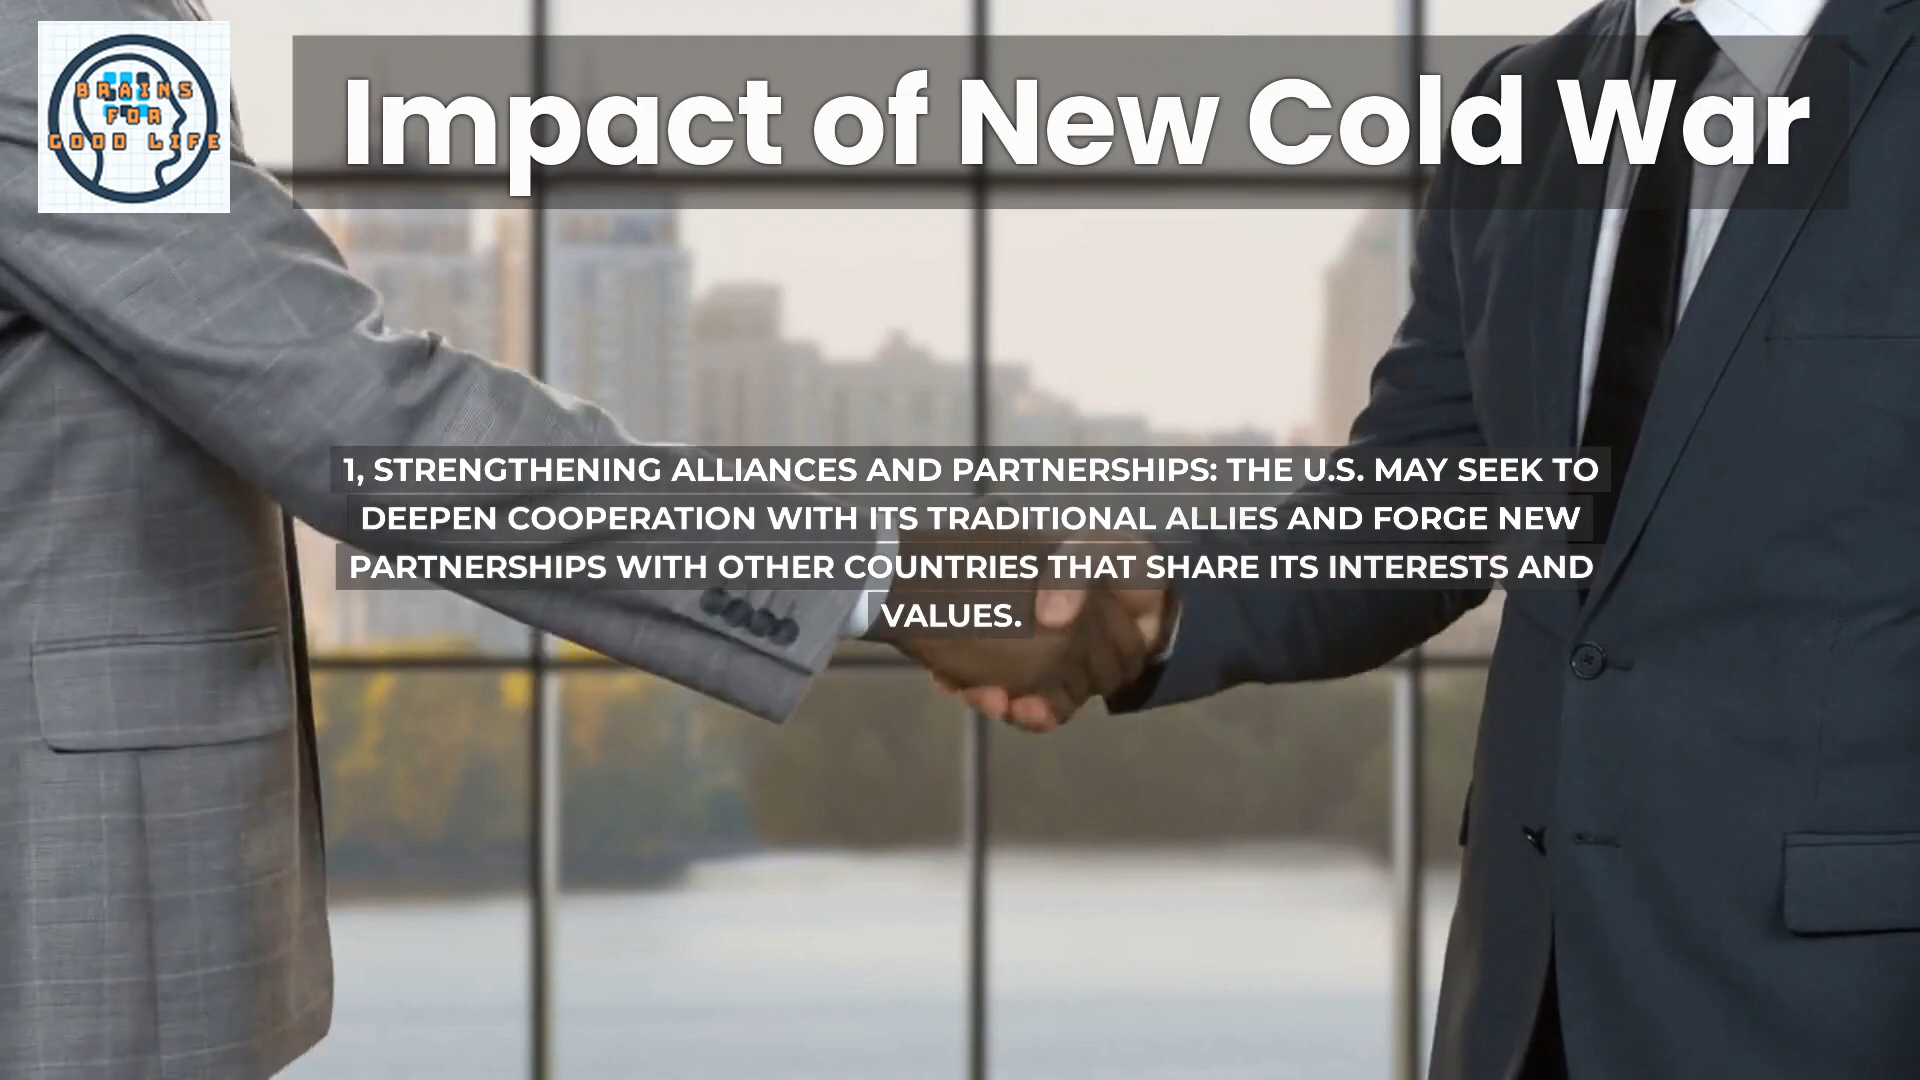 BRAINS
FOR
GOOD LIFE
Impact of New Cold War
1, STRENGTHENING ALLIANCES AND PARTNERSHIPS: THE U.S. MAY SEEK TO
DEEPEN COOPERATION WITH ITS TRADITIONAL ALLIES AND FORGE NEW
PARTNERSHIPS WITH OTHER COUNTRIES THAT SHARE ITS INTERESTS AND
VALUES.